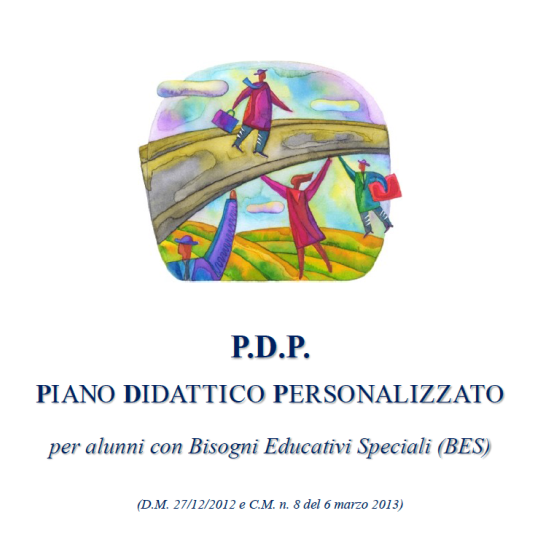 P.D.P.
PIANO DIDATTICO PERSONALIZZATO
per alunni con Bisogni Educativi Speciali (BES)
(D.M. 27/12/2012 e C.M. n. 8 del 6 marzo 2013)